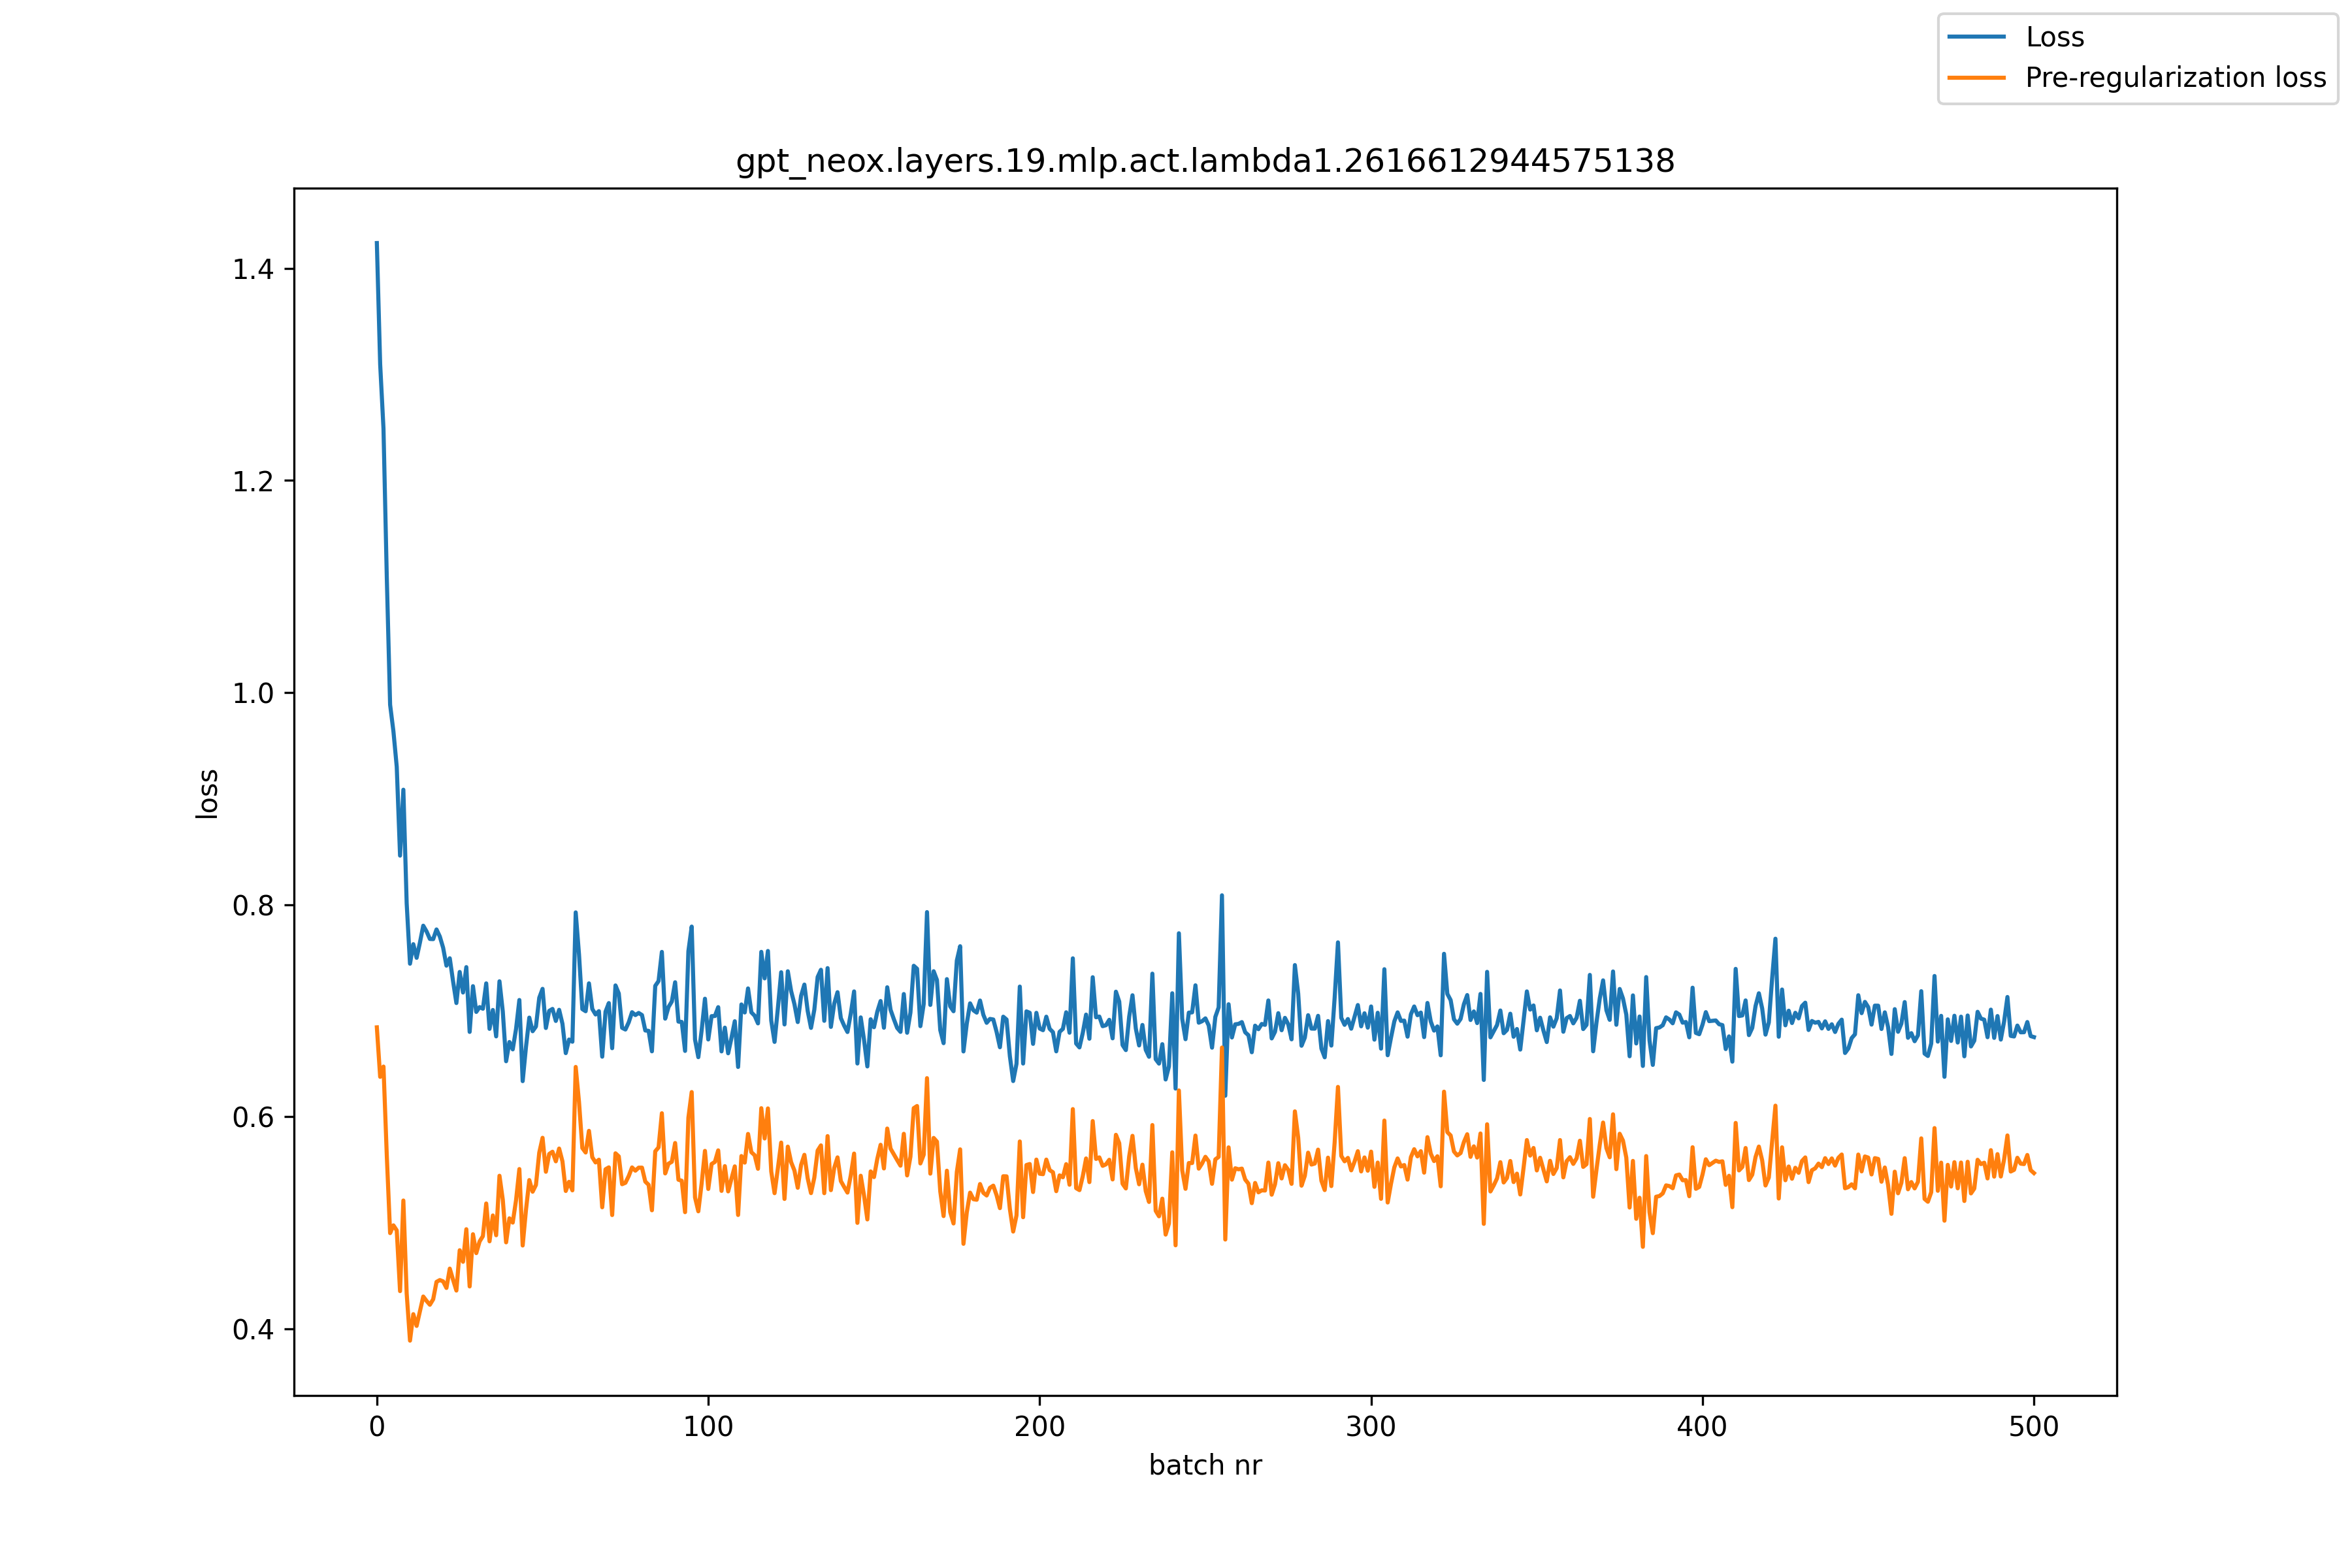 Loss
Pre-regularization loss
gpt_neox.layers.19.mlp.act.lambda1.2616612944575138
1.4
1.2
1.0
0.8
0.6
0.4
loss
0 100 200 300 400 500
batch nr